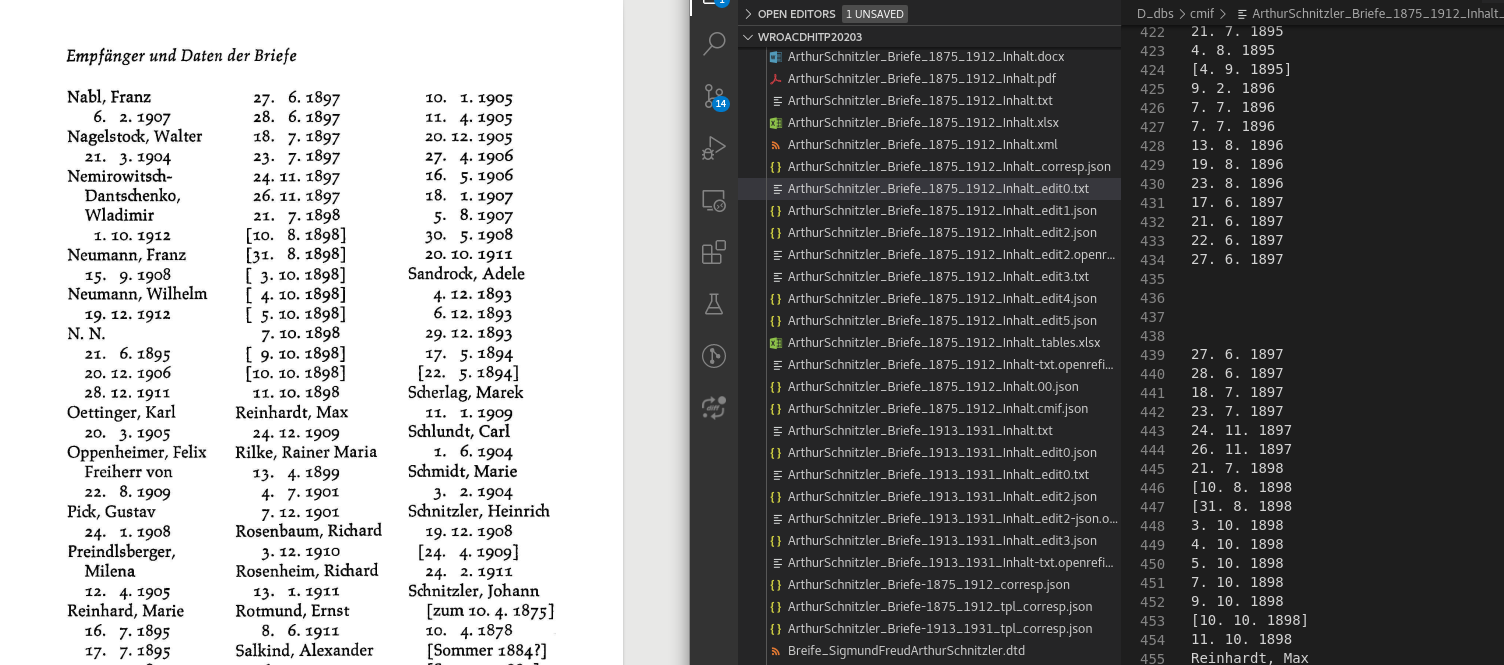 Empfänger und Daten der Briefe
Nabl, Franz
6. 2. 1907
Nagelstock, Walter
21. 3. 1904
Nemirowitsch-
Dantschenko,
Wladimir
1. 10. 1912
Neumann, Franz
15. 9. 1908
Neumann, Wilhelm
19. 12. 1912
N. N.
21. 6. 1895
20. 12. 1906
28. 12. 1911
Oettinger, Karl
20. 3. 1905
Oppenheimer, Felix
Freiherr von
22. 8. 1909
Pick, Gustav
24. 1. 1908
Preindlsberger,
Milena
12. 4. 1905
Reinhard, Marie
16. 7. 1895
17. 7. 1895
27. 6. 1897
28. 6. 1897
18. 7. 1897
23. 7. 1897
24. 11. 1897
26. 11. 1897
21. 7. 1898
[10. 8. 1898]
[31. 8. 1898]
[ 3. 10. 1898]
[ 4. 10. 1898]
[ 5. 10. 1898]
7. 10. 1898
[ 9. 10. 1898]
[10. 10. 1898]
11. 10. 1898
Reinhardt, Max
24. 12. 1909
Rilke, Rainer Maria
13. 4. 1899
4. 7. 1901
7. 12. 1901
Rosenbaum, Richard
3. 12. 1910
Rosenheim, Richard
13. 1. 1911
Rotmund, Ernst
8. 6. 1911
Salkind, Alexander
10. 1. 1905
11. 4. 1905
20. 12. 1905
27. 4. 1906
16. 5. 1906
18. 1. 1907
5. 8. 1907
30. 5. 1908
20. 10. 1911
Sandrock, Adele
4. 12. 1893
6. 12. 1893
29. 12. 1893
17. 5. 1894
[22. 5. 1894]
Scherlag, Marek
11. 1. 1909
Schlundt, Carl
1. 6. 1904
Schmidt, Marie
3. 2. 1904
Schnitzler, Heinrich
19. 12. 1908
[24. 4. 1909]
24. 2. 1911
Schnitzler, Johann
[zum 10. 4. 1875]
10. 4. 1878
[Sommer 1884?]
1
14
OPEN EDITORS 1 UNSAVED
WROACDHITP20203
ArthurSchnitzler_Briefe_1875_1912_Inhalt.docx
ArthurSchnitzler_Briefe_1875_1912_Inhalt.pdf
ArthurSchnitzler_Briefe_1875_1912_Inhalt.txt
ArthurSchnitzler_Briefe_1875_1912_Inhalt.xlsx
ArthurSchnitzler_Briefe_1875_1912_Inhalt.xml
ArthurSchnitzler_Briefe_1875_1912_Inhalt_corresp.json
ArthurSchnitzler_Briefe_1875_1912_Inhalt_edit0.txt
ArthurSchnitzler_Briefe_1875_1912_Inhalt_edit1.json
ArthurSchnitzler_Briefe_1875_1912_Inhalt_edit2.json
ArthurSchnitzler_Briefe_1875_1912_Inhalt_edit2.openr...
ArthurSchnitzler_Briefe_1875_1912_Inhalt_edit3.txt
ArthurSchnitzler_Briefe_1875_1912_Inhalt_edit4.json
ArthurSchnitzler_Briefe_1875_1912_Inhalt_edit5.json
ArthurSchnitzler_Briefe_1875_1912_Inhalt_tables.xlsx
ArthurSchnitzler_Briefe_1875_1912_Inhalt-txt.openrefi...
ArthurSchnitzler_Briefe_1875_1912_Inhalt.00.json
ArthurSchnitzler_Briefe_1875_1912_Inhalt.cmif.json
ArthurSchnitzler_Briefe_1913_1931_Inhalt.txt
ArthurSchnitzler_Briefe_1913_1931_Inhalt_edit0.json
ArthurSchnitzler_Briefe_1913_1931_Inhalt_edit0.txt
ArthurSchnitzler_Briefe_1913_1931_Inhalt_edit2.json
ArthurSchnitzler_Briefe_1913_1931_Inhalt_edit2-json.o...
ArthurSchnitzler_Briefe_1913_1931_Inhalt_edit3.json
ArthurSchnitzler_Briefe_1913_1931_Inhalt-txt.openrefi...
ArthurSchnitzler_Briefe-1875_1912_corresp.json
ArthurSchnitzler_Briefe-1875_1912_tpl_corresp.json
ArthurSchnitzler_Briefe-1913_1931_tpl_corresp.json
Breife_SigmundFreudArthurSchnitzler.dtd
D_dbs > cmif > ArthurSchnitzler_Briefe_1875_1912_Inhalt_
422 21. 7. 1895
423 4. 8. 1895
424 [4. 9. 1895]
425 9. 2. 1896
426 7. 7. 1896
427 7. 7. 1896
428 13. 8. 1896
429 19. 8. 1896
430 23. 8. 1896
431 17. 6. 1897
432 21. 6. 1897
433 22. 6. 1897
434 27. 6. 1897
435
436
437
438
439 27. 6. 1897
440 28. 6. 1897
441 18. 7. 1897
442 23. 7. 1897
443 24. 11. 1897
444 26. 11. 1897
445 21. 7. 1898
446 [10. 8. 1898
447 [31. 8. 1898
448 3. 10. 1898
449 4. 10. 1898
450 5. 10. 1898
451 7. 10. 1898
452 9. 10. 1898
453 [10. 10. 1898]
454 11. 10. 1898
455 Reinhardt, Max